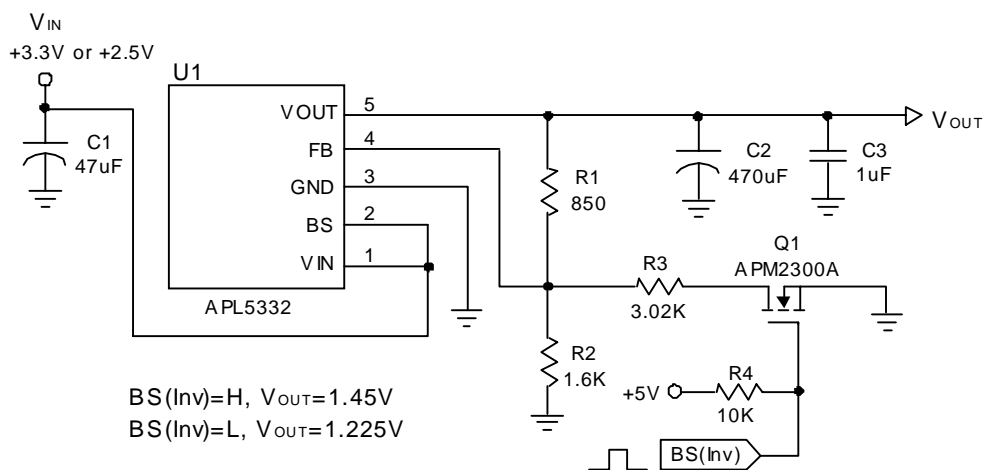 VIN
+3.3V or +2.5V
U1
C1
47uF
VOUT
FB
GND
BS
VIN
5
4
3
2
1
APL5332
R1
850
C2
470uF
C3
1uF
VOUT
Q1
APM2300A
R3
3.02K
R2
1.6K
R4
10K
+5V
BS(Inv)
BS(Inv)=H, VOUT=1.45V
BS(Inv)=L, VOUT=1.225V